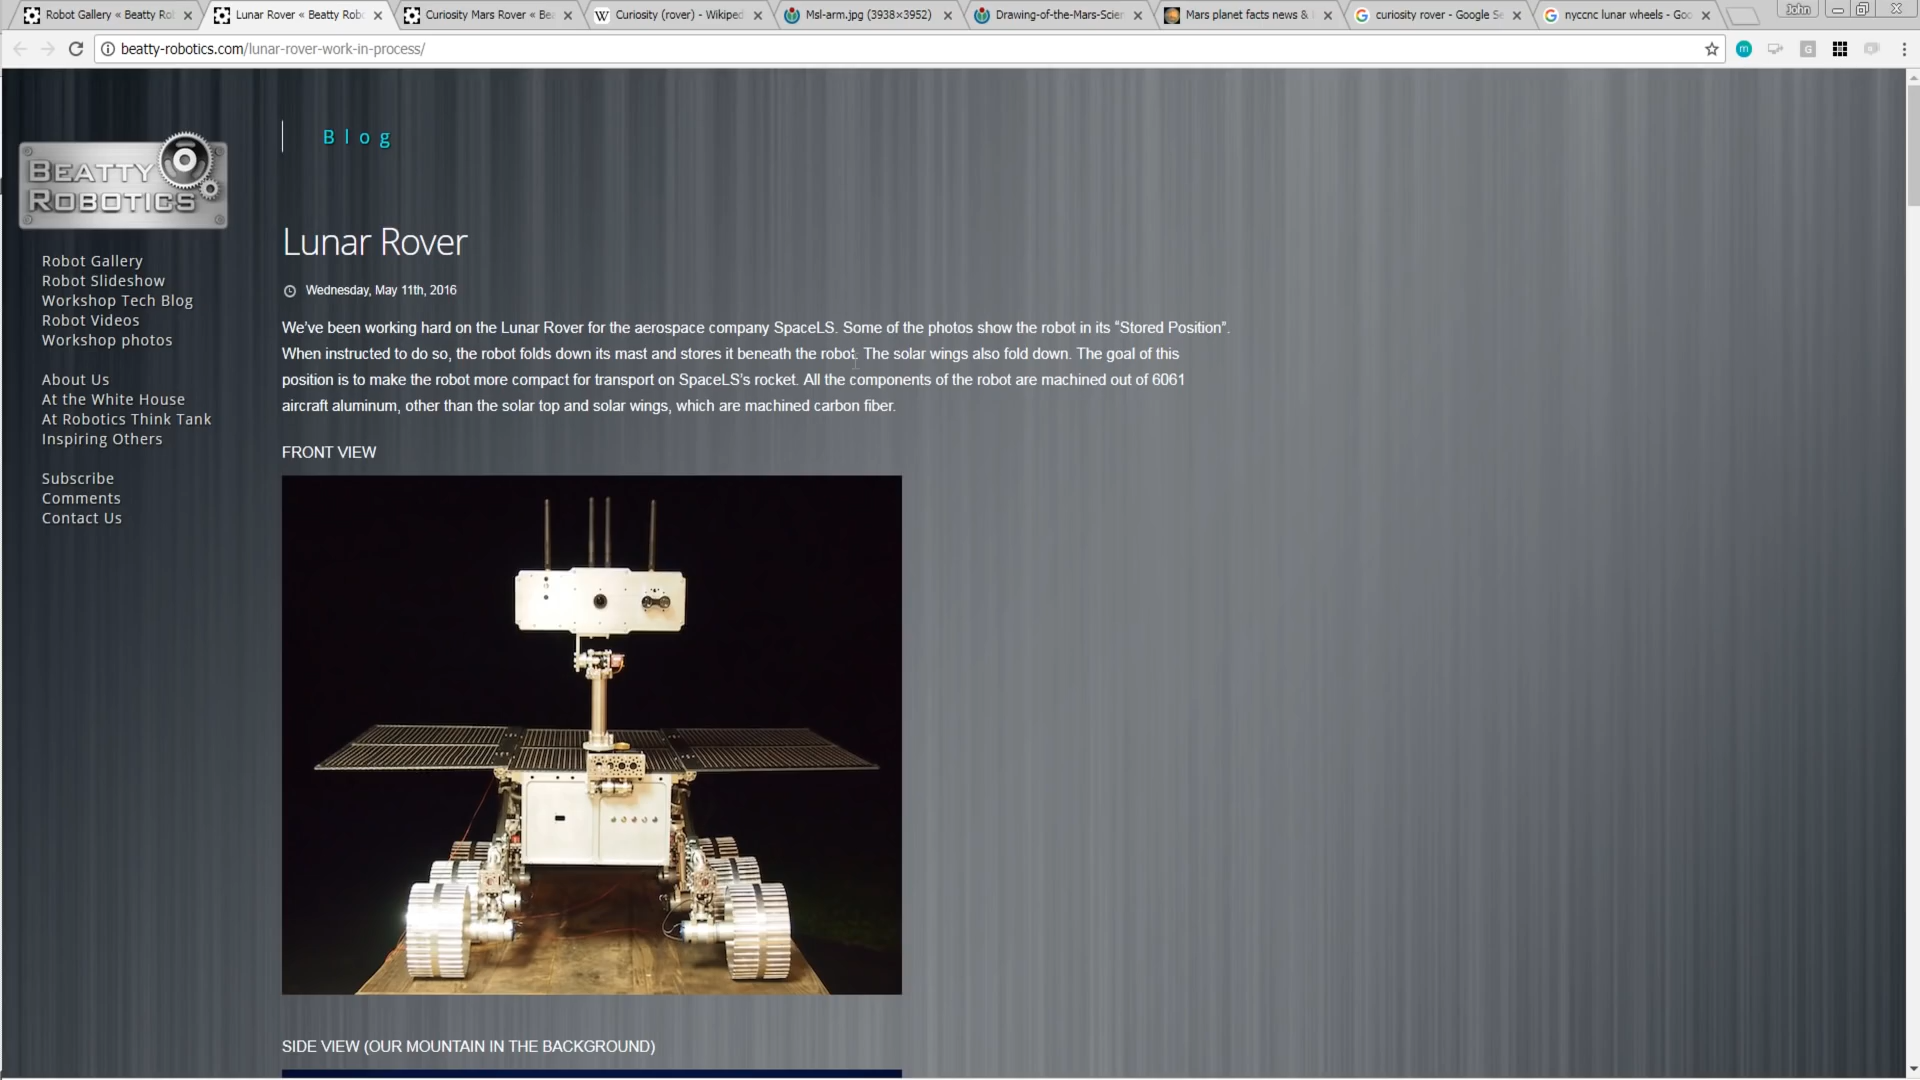 Robot Gallery « Beatty Ro
Lunar Rover « Beatty Rob
Curiosity Mars Rover « Be
Curiosity (rover) - Wikiped
Msl-arm.jpg (3938×3952)
Drawing-of-the-Mars-Scien
Mars planet facts news &
curiosity rover - Google Se
nyccnc lunar wheels - Goo
John
beatty-robotics.com/lunar-rover-work-in-process/
Blog
BEATTY
ROBOTICS
Robot Gallery
Robot Slideshow
Workshop Tech Blog
Robot Videos
Workshop photos
About Us
At the White House
At Robotics Think Tank
Inspiring Others
Subscribe
Comments
Contact Us
Lunar Rover
Wednesday, May 11th, 2016
We've been working hard on the Lunar Rover for the aerospace company SpaceLS. Some of the photos show the robot in its “Stored Position”.
When instructed to do so, the robot folds down its mast and stores it beneath the robot. The solar wings also fold down. The goal of this
position is to make the robot more compact for transport on SpaceLS's rocket. All the components of the robot are machined out of 6061
aircraft aluminum, other than the solar top and solar wings, which are machined carbon fiber.
FRONT VIEW
SIDE VIEW (OUR MOUNTAIN IN THE BACKGROUND)